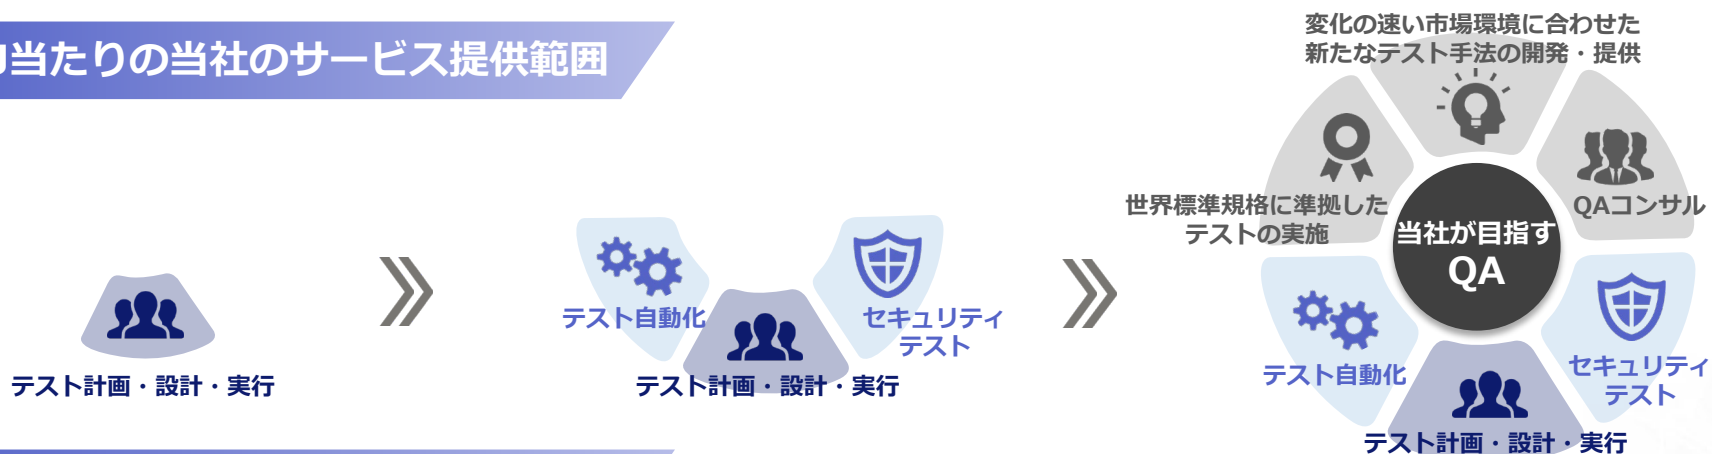 当たりの当社のサービス提供範囲
テスト計画・設計・実行
テスト自動化
セキュリティ
テスト
テスト計画・設計・実行
変化の速い市場環境に合わせた
新たなテスト手法の開発・提供
世界標準規格に準拠した
テストの実施
QAコンサル
当社が目指す
QA
テスト自動化
セキュリティ
テスト
テスト計画・設計・実行